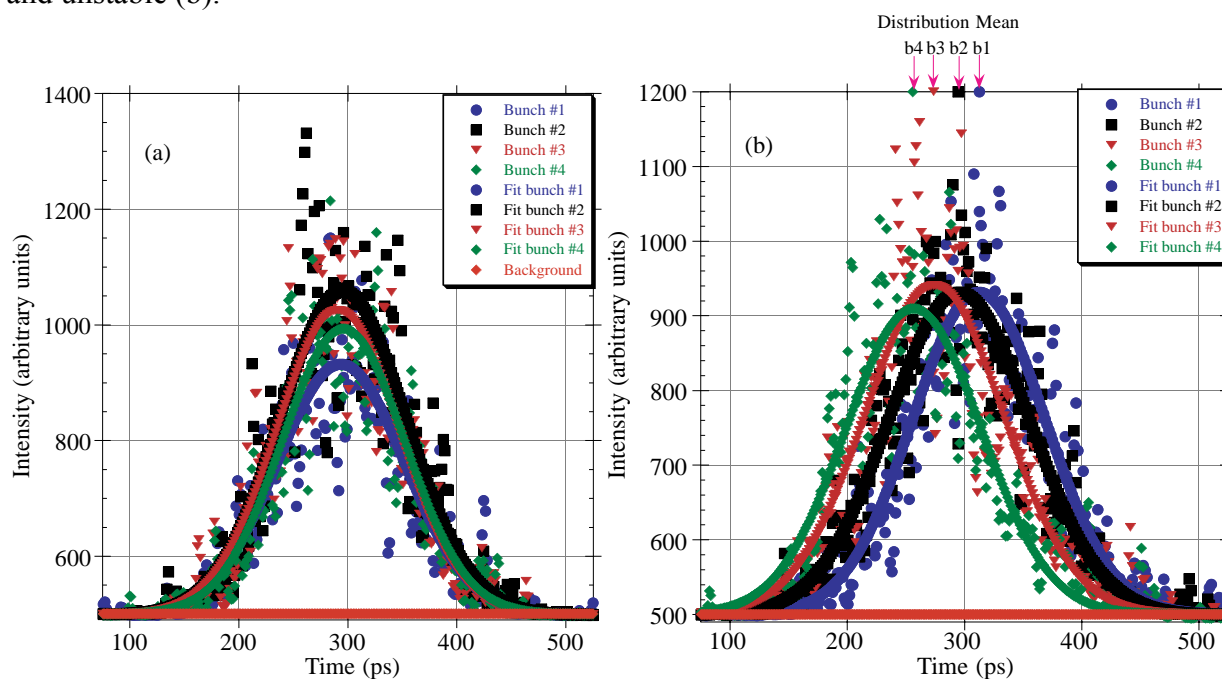 and unstable (b).
Distribution Mean
b4 b3 b2 b1
1400
1200
1000
800
600
Intensity (arbitrary units)
(a)
Bunch #1
Bunch #2
Bunch #3
Bunch #4
Fit bunch #1
Fit bunch #2
Fit bunch #3
Fit bunch #4
Background
100 200 300 400 500
Time (ps)
1200
1100
1000
900
800
700
600
500
Intensity (arbitrary units)
(b)
Bunch #1
Bunch #2
Bunch #3
Bunch #4
Fit bunch #1
Fit bunch #2
Fit bunch #3
Fit bunch #4
100 200 300 400 500
Time (ps)